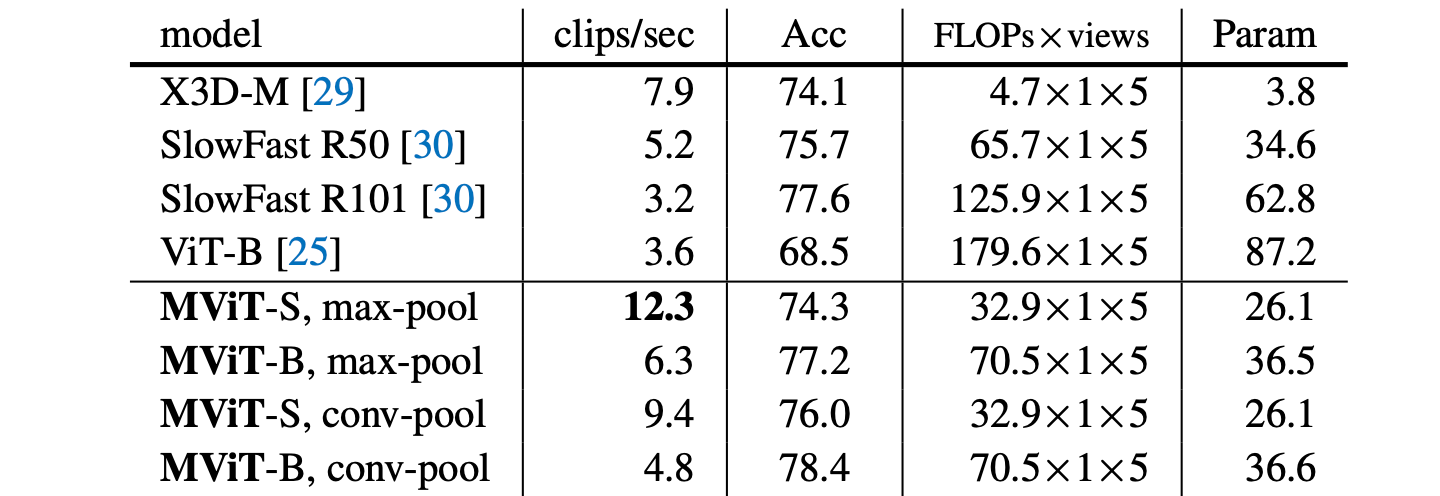 model clips/sec Acc FLOPs×views Param
X3D-M [29] 7.9 74.1 4.7×1×5 3.8
SlowFast R50 [30] 5.2 75.7 65.7×1×5 34.6
SlowFast R101 [30] 3.2 77.6 125.9×1×5 62.8
ViT-B [25] 3.6 68.5 179.6×1×5 87.2
MViT-S, max-pool 12.3 74.3 32.9×1×5 26.1
MViT-B, max-pool 6.3 77.2 70.5×1×5 36.5
MViT-S, conv-pool 9.4 76.0 32.9×1×5 26.1
MViT-B, conv-pool 4.8 78.4 70.5×1×5 36.6